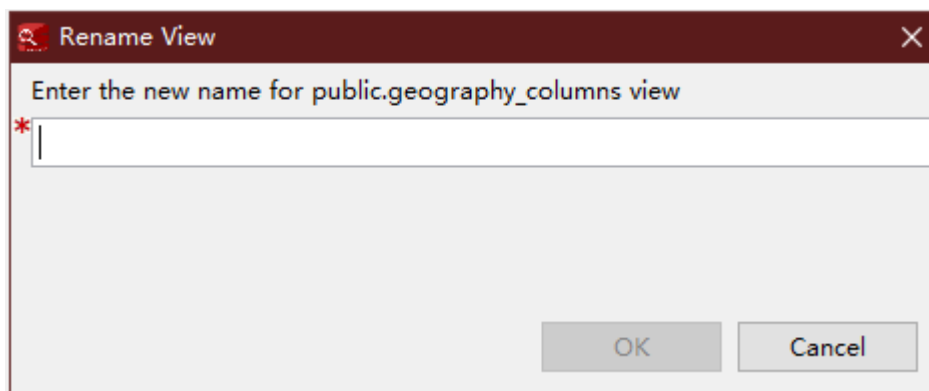 Rename View
Enter the new name for public.geography_columns view
*
OK
Cancel